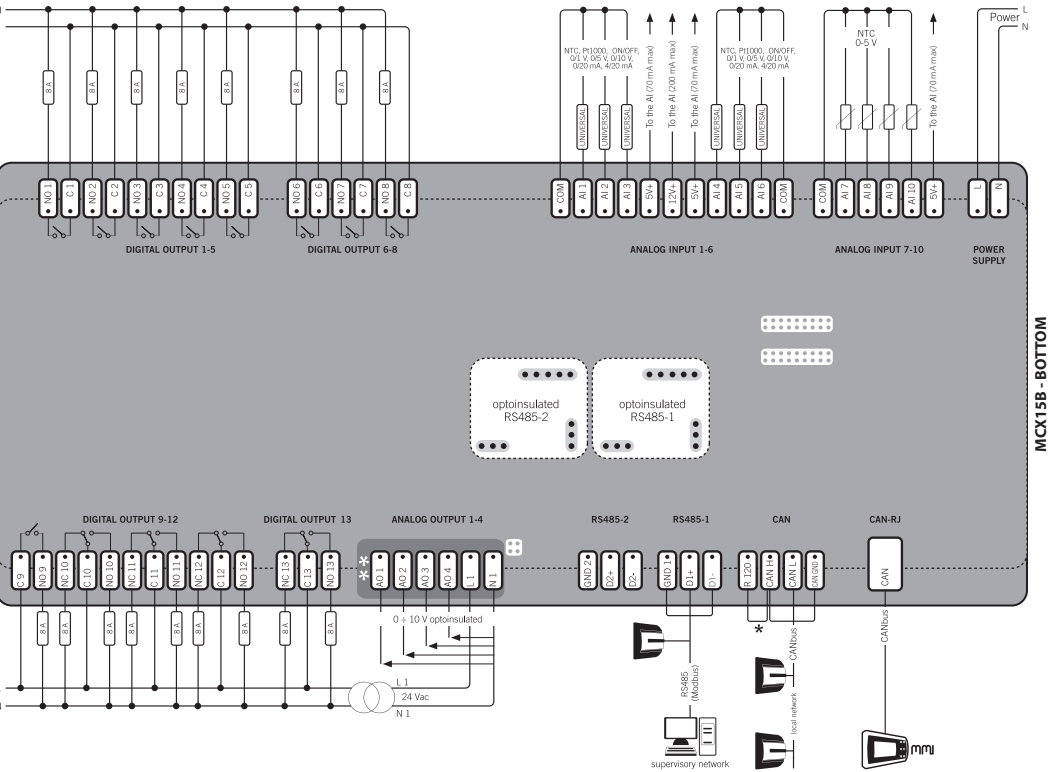 8 A
8 A
8 A
8 A
8 A
8 A
8 A
8 A
NTC, Pt1000, ON/OFF,
0/1 V, 0/5 V, 0/10 V,
0/20 mA, 4/20 mA
UNIVERSAL
UNIVERSAL
UNIVERSAL
To the AI (70 mA max)
To the AI (200 mA max)
To the AI (70 mA max)
NTC, Pt1000, ON/OFF,
0/1 V, 0/5 V, 0/10 V,
0/20 mA, 4/20 mA
UNIVERSAL
UNIVERSAL
UNIVERSAL
NTC
0-5 V
To the AI (70 mA max)
L
Power
N
NO 1
C 1
NO 2
C 2
NO 3
C 3
NO 4
C 4
NO 5
C 5
NO 6
C 6
NO 7
C 7
NO 8
C 8
COM
AI 1
AI 2
AI 3
5V+
12V+
5V+
AI 4
AI 5
AI 6
COM
COM
AI 7
AI 8
AI 9
AI 10
5V+
L
N
DIGITAL OUTPUT 1-5
DIGITAL OUTPUT 6-8
ANALOG INPUT 1-6
ANALOG INPUT 7-10
POWER
SUPPLY
MCX15B - BOTTOM
optoinsulated
RS485-2
optoinsulated
RS485-1
DIGITAL OUTPUT 9-12
DIGITAL OUTPUT 13
ANALOG OUTPUT 1-4
RS485-2
RS485-1
CAN
CAN-RJ
C 9
NO 9
NC 10
C 10
NO 10
NC 11
C 11
NO 11
NC 12
C 12
NO 12
NC 13
C 13
NO 13
**
AO 1
AO 2
AO 3
AO 4
L 1
N 1
GND 2
D2+
D2-
GND 1
D1+
D1-
R 120
CAN H
CAN L
CAN GND
CAN
8 A
8 A
8 A
8 A
8 A
8 A
8 A
8 A
0 ÷ 10 V optoinsulated
L 1
24 Vac
N 1
*
RS485
(Modbus)
CANbus
local network
CANbus
supervisory network
mmi